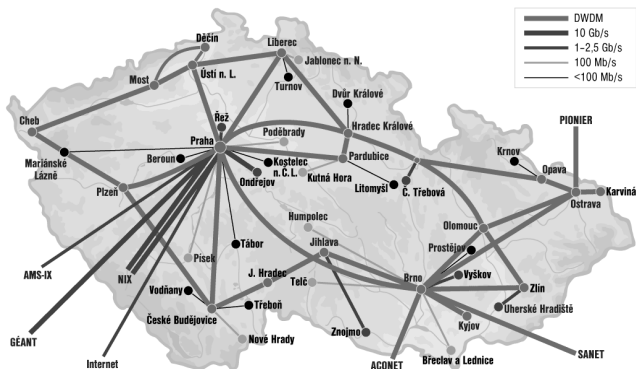 DWDM
10 Gb/s
1–2,5 Gb/s
100 Mb/s
<100 Mb/s
Děčín
Liberec
Jablonec n. N.
Ústí n. L.
Most
Turnov
Dvůr Králové
Cheb
Řež
Poděbrady
Hradec Králové
PIONIER
Praha
Mariánské
Lázně
Beroun
Kostelec
n. Č. L.
Pardubice
Krnov
Opava
Plzeň
Ondřejov
Kutná Hora
Litomyšl
Č. Třebová
Ostrava
Karviná
Humpolec
Olomouc
Tábor
Jihlava
Prostějov
AMS-IX
NIX
Písek
J. Hradec
Telč
Brno
Vyškov
Zlín
Vodňany
Třeboň
Uherské Hradiště
České Budějovice
Kyjov
GÉANT
Nové Hrady
Znojmo
Břeclav a Lednice
SANET
Internet
ACONET